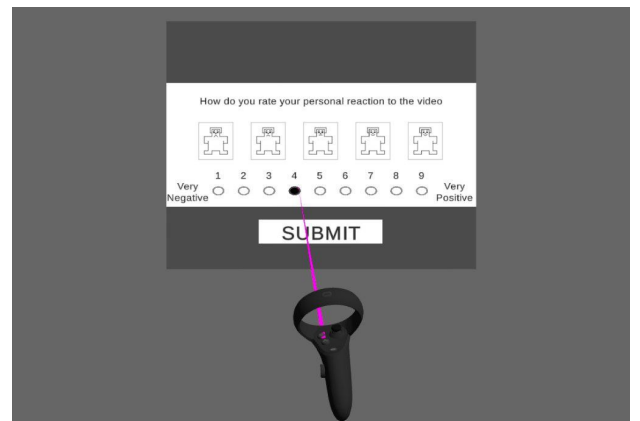 How do you rate your personal reaction to the video
1 2 3 4 5 6 7 8 9
Very Negative
Very Positive
SUBMIT